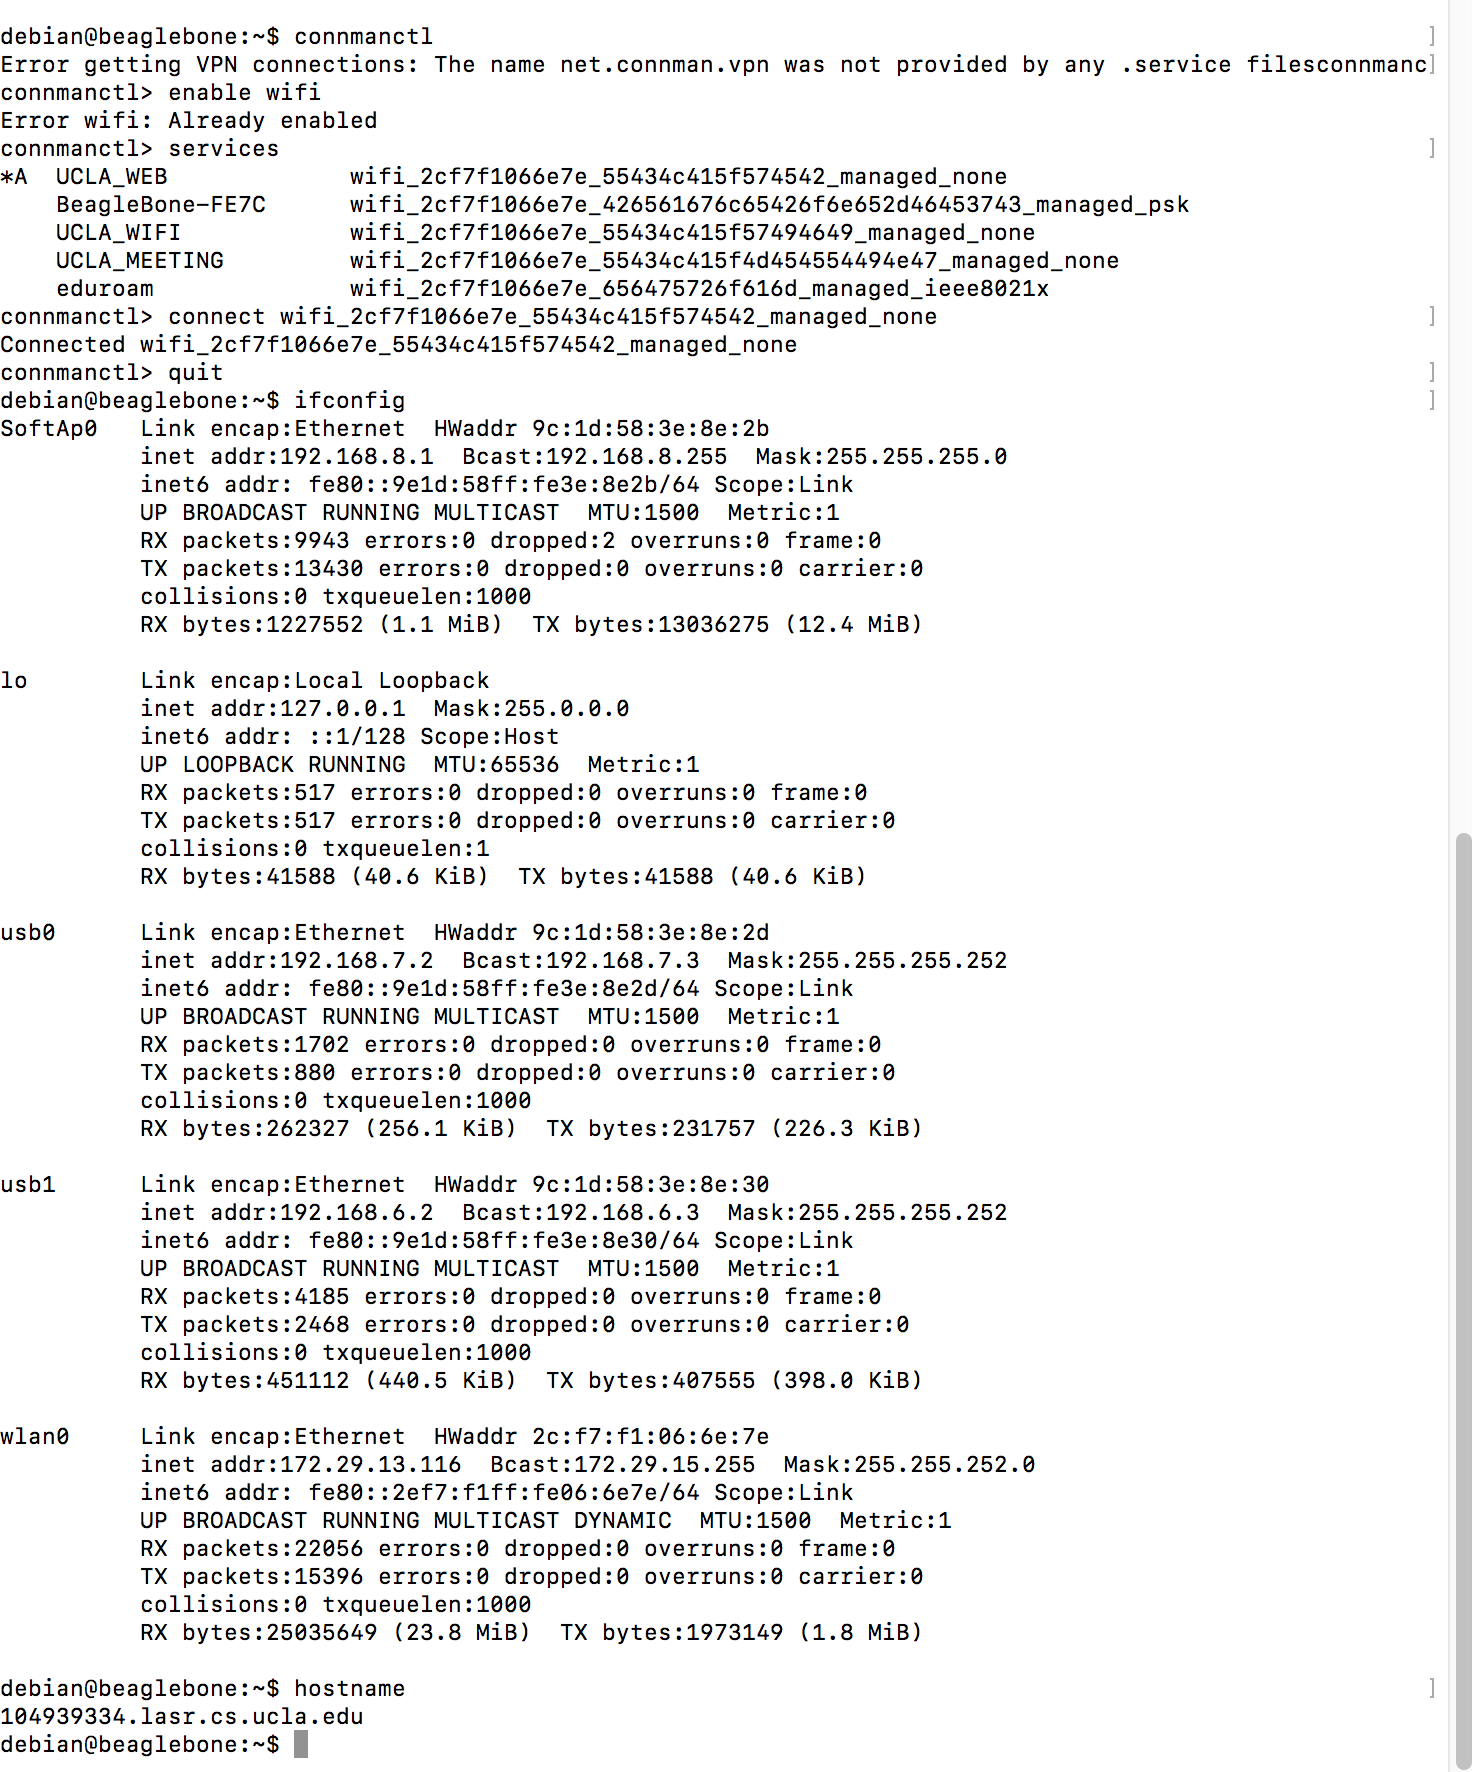 debian@beaglebone:~$ connmanctl ]
Error getting VPN connections: The name net.connman.vpn was not provided by any .service filesconnmanc]
connmanctl> enable wifi
Error wifi: Already enabled
connmanctl> services ]
*A  UCLA_WEB             wifi_2cf7f1066e7e_55434c415f574542_managed_none
    BeagleBone-FE7C      wifi_2cf7f1066e7e_426561676c65426f6e652d46453743_managed_psk
    UCLA_WIFI            wifi_2cf7f1066e7e_55434c415f57494649_managed_none
    UCLA_MEETING         wifi_2cf7f1066e7e_55434c415f4d454554494e47_managed_none
    eduroam              wifi_2cf7f1066e7e_656475726f616d_managed_ieee8021x
connmanctl> connect wifi_2cf7f1066e7e_55434c415f574542_managed_none ]
Connected wifi_2cf7f1066e7e_55434c415f574542_managed_none
connmanctl> quit ]
debian@beaglebone:~$ ifconfig ]
SoftAp0   Link encap:Ethernet  HWaddr 9c:1d:58:3e:8e:2b
          inet addr:192.168.8.1  Bcast:192.168.8.255  Mask:255.255.255.0
          inet6 addr: fe80::9e1d:58ff:fe3e:8e2b/64 Scope:Link
          UP BROADCAST RUNNING MULTICAST  MTU:1500  Metric:1
          RX packets:9943 errors:0 dropped:2 overruns:0 frame:0
          TX packets:13430 errors:0 dropped:0 overruns:0 carrier:0
          collisions:0 txqueuelen:1000
          RX bytes:1227552 (1.1 MiB)  TX bytes:13036275 (12.4 MiB)

lo        Link encap:Local Loopback
          inet addr:127.0.0.1  Mask:255.0.0.0
          inet6 addr: ::1/128 Scope:Host
          UP LOOPBACK RUNNING  MTU:65536  Metric:1
          RX packets:517 errors:0 dropped:0 overruns:0 frame:0
          TX packets:517 errors:0 dropped:0 overruns:0 carrier:0
          collisions:0 txqueuelen:1
          RX bytes:41588 (40.6 KiB)  TX bytes:41588 (40.6 KiB)

usb0      Link encap:Ethernet  HWaddr 9c:1d:58:3e:8e:2d
          inet addr:192.168.7.2  Bcast:192.168.7.3  Mask:255.255.255.252
          inet6 addr: fe80::9e1d:58ff:fe3e:8e2d/64 Scope:Link
          UP BROADCAST RUNNING MULTICAST  MTU:1500  Metric:1
          RX packets:1702 errors:0 dropped:0 overruns:0 frame:0
          TX packets:880 errors:0 dropped:0 overruns:0 carrier:0
          collisions:0 txqueuelen:1000
          RX bytes:262327 (256.1 KiB)  TX bytes:231757 (226.3 KiB)

usb1      Link encap:Ethernet  HWaddr 9c:1d:58:3e:8e:30
          inet addr:192.168.6.2  Bcast:192.168.6.3  Mask:255.255.255.252
          inet6 addr: fe80::9e1d:58ff:fe3e:8e30/64 Scope:Link
          UP BROADCAST RUNNING MULTICAST  MTU:1500  Metric:1
          RX packets:4185 errors:0 dropped:0 overruns:0 frame:0
          TX packets:2468 errors:0 dropped:0 overruns:0 carrier:0
          collisions:0 txqueuelen:1000
          RX bytes:451112 (440.5 KiB)  TX bytes:407555 (398.0 KiB)

wlan0     Link encap:Ethernet  HWaddr 2c:f7:f1:06:6e:7e
          inet addr:172.29.13.116  Bcast:172.29.15.255  Mask:255.255.252.0
          inet6 addr: fe80::2ef7:f1ff:fe06:6e7e/64 Scope:Link
          UP BROADCAST RUNNING MULTICAST DYNAMIC  MTU:1500  Metric:1
          RX packets:22056 errors:0 dropped:0 overruns:0 frame:0
          TX packets:15396 errors:0 dropped:0 overruns:0 carrier:0
          collisions:0 txqueuelen:1000
          RX bytes:25035649 (23.8 MiB)  TX bytes:1973149 (1.8 MiB)

debian@beaglebone:~$ hostname ]
104939334.lasr.cs.ucla.edu
debian@beaglebone:~$